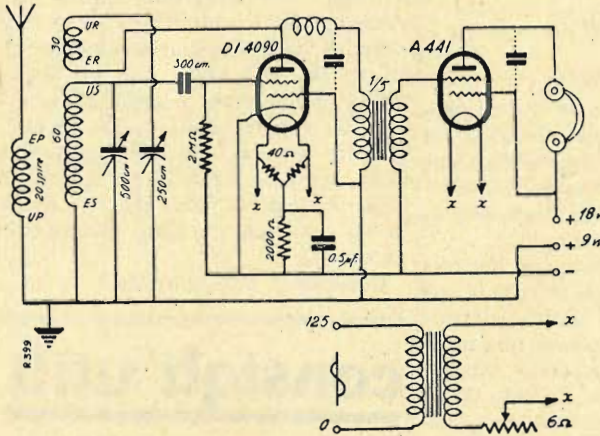 UR
30
ER
US
60
ES
EP
20 spire
UP
500 cm
250 cm
300 cm.
2 MΩ
DI 4090
40 Ω
x
x
2000 Ω
0.5 µF.
1/5
A 441
x
x
+ 18
+ 9
–
R 399
125
0
x
x
6 Ω